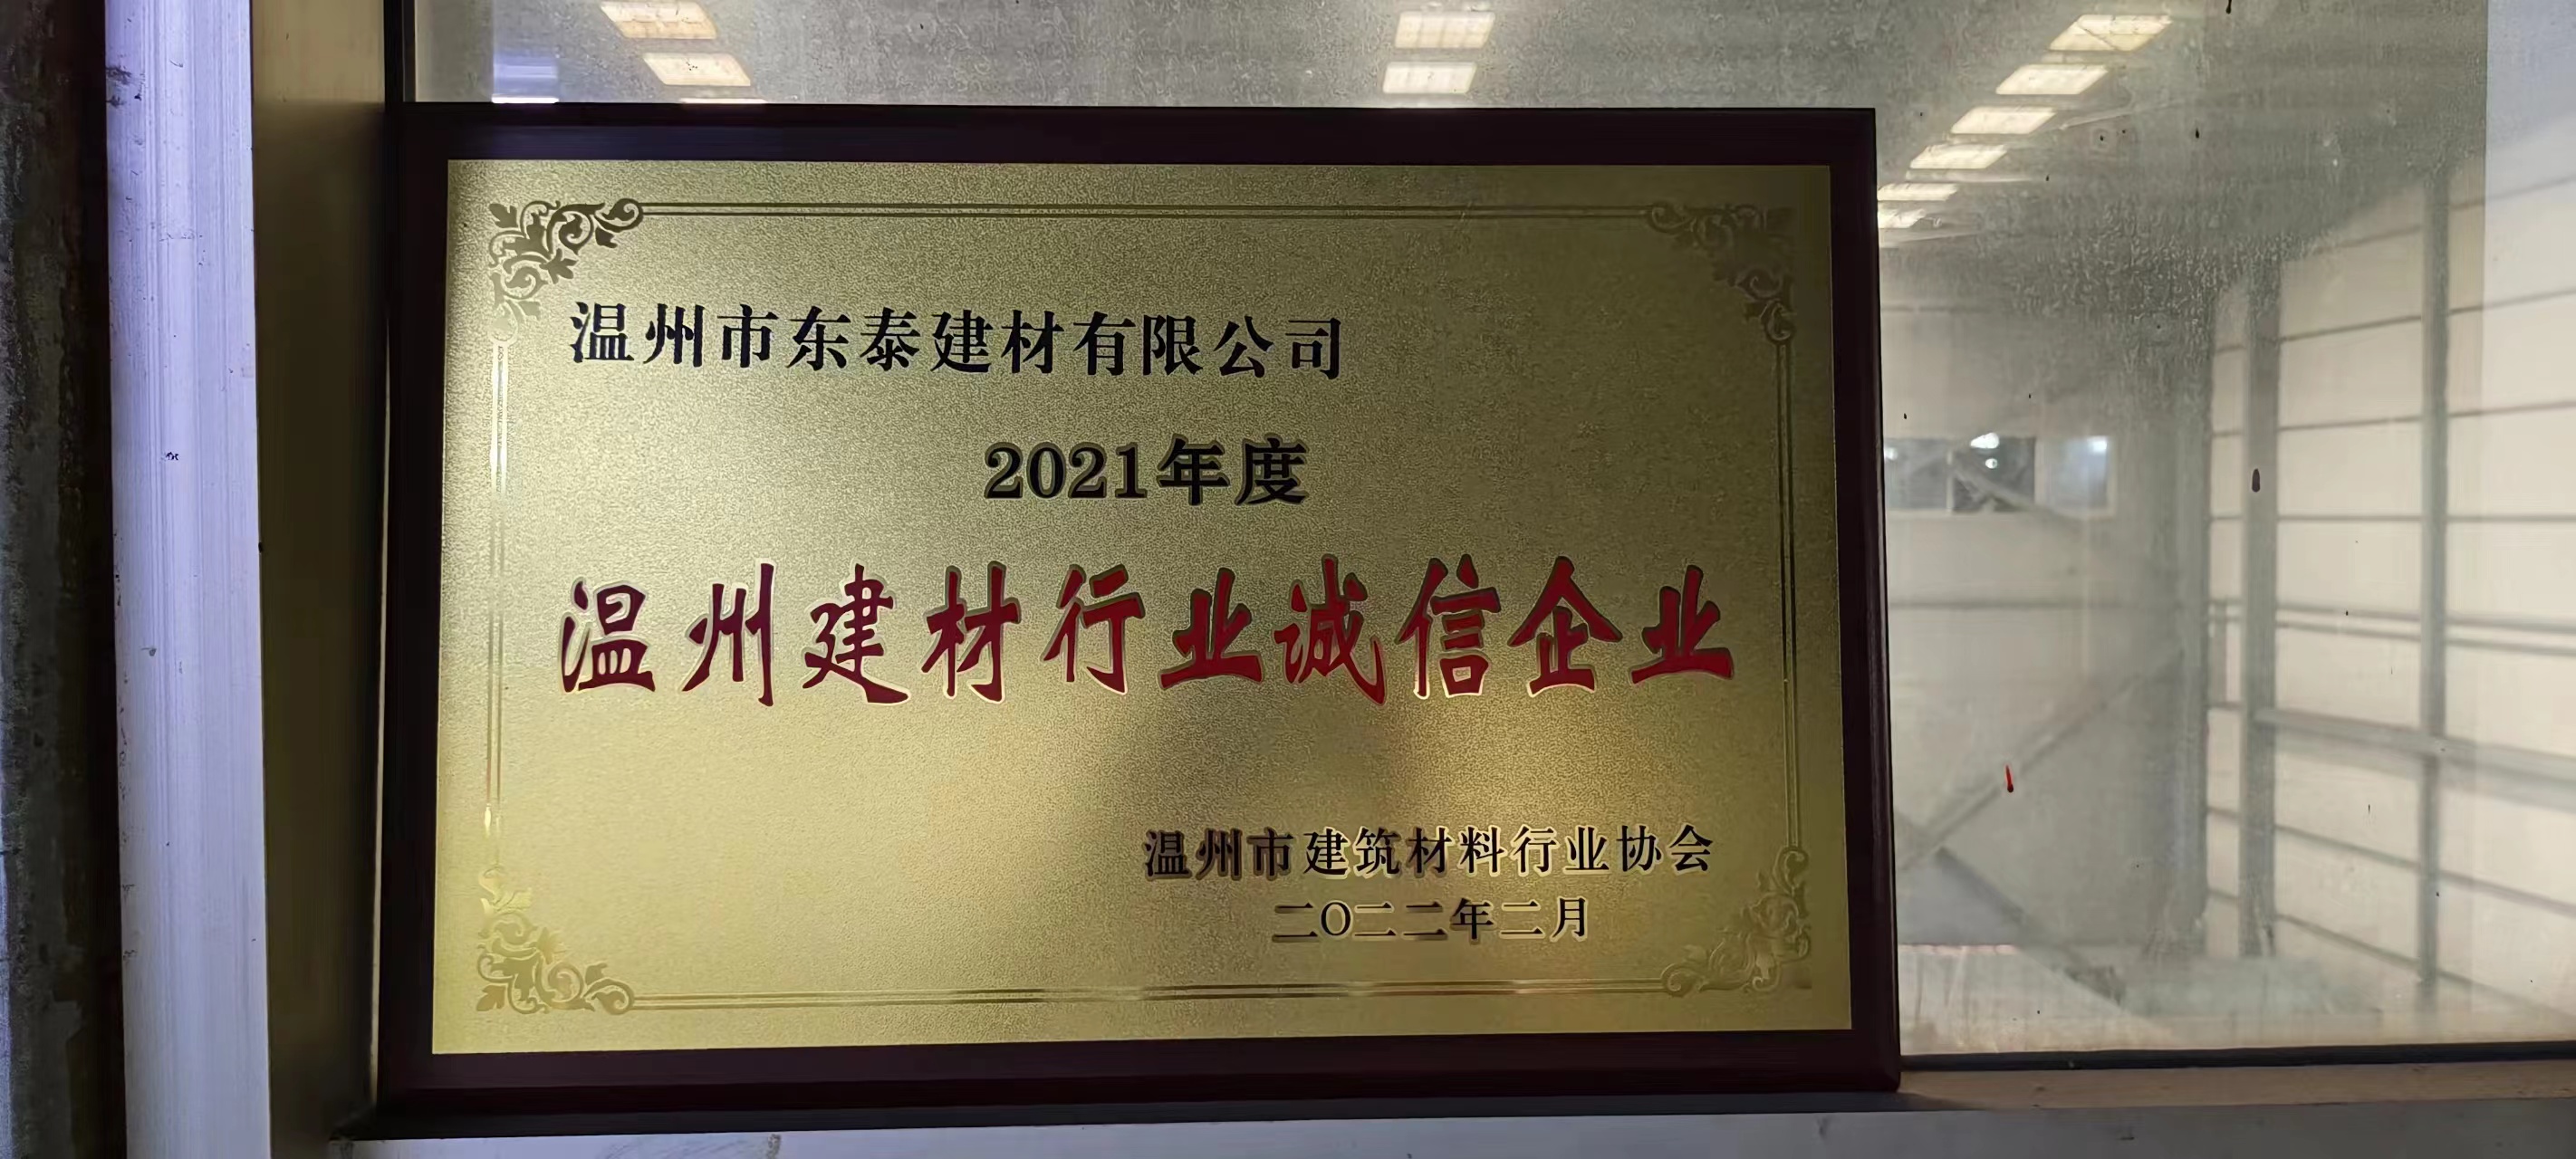 温州市东泰建材有限公司
2021年度
温州建材行业诚信企业
温州市建筑材料行业协会
二〇二二年二月